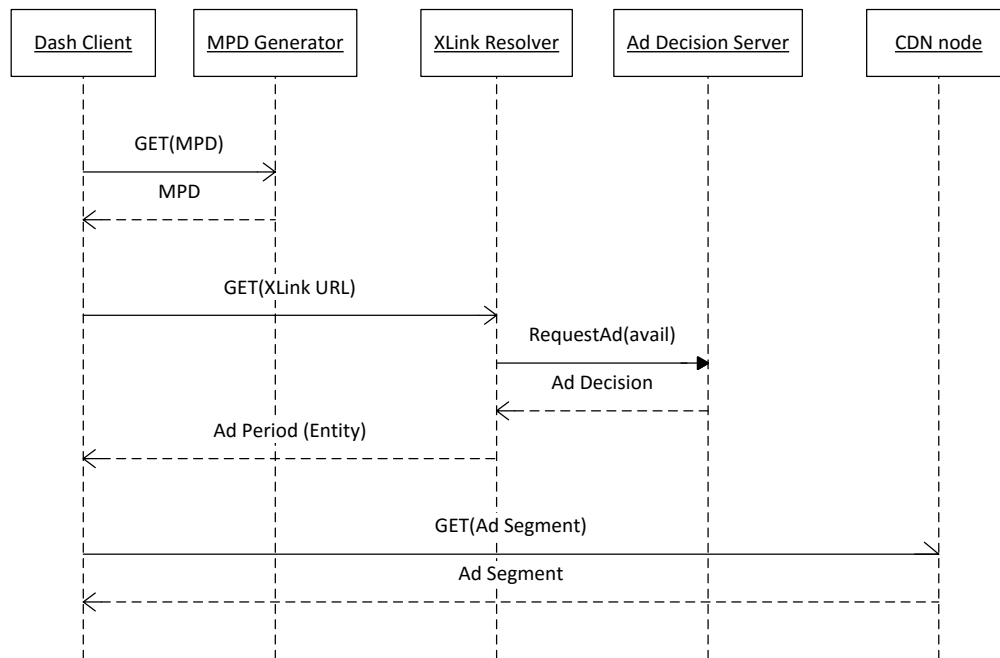 Dash Client
MPD Generator
XLink Resolver
Ad Decision Server
CDN node
GET(MPD)
MPD
GET(XLink URL)
RequestAd(avail)
Ad Decision
Ad Period (Entity)
GET(Ad Segment)
Ad Segment